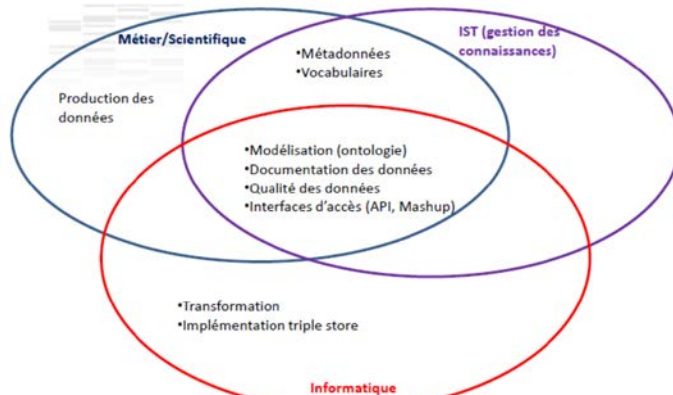 Métier/Scientifique
IST (gestion des
connaissances)
•Métadonnées
•Vocabulaires
Production des
données
•Modélisation (ontologie)
•Documentation des données
•Qualité des données
•Interfaces d'accès (API, Mashup)
•Transformation
•Implémentation triple store
Informatique